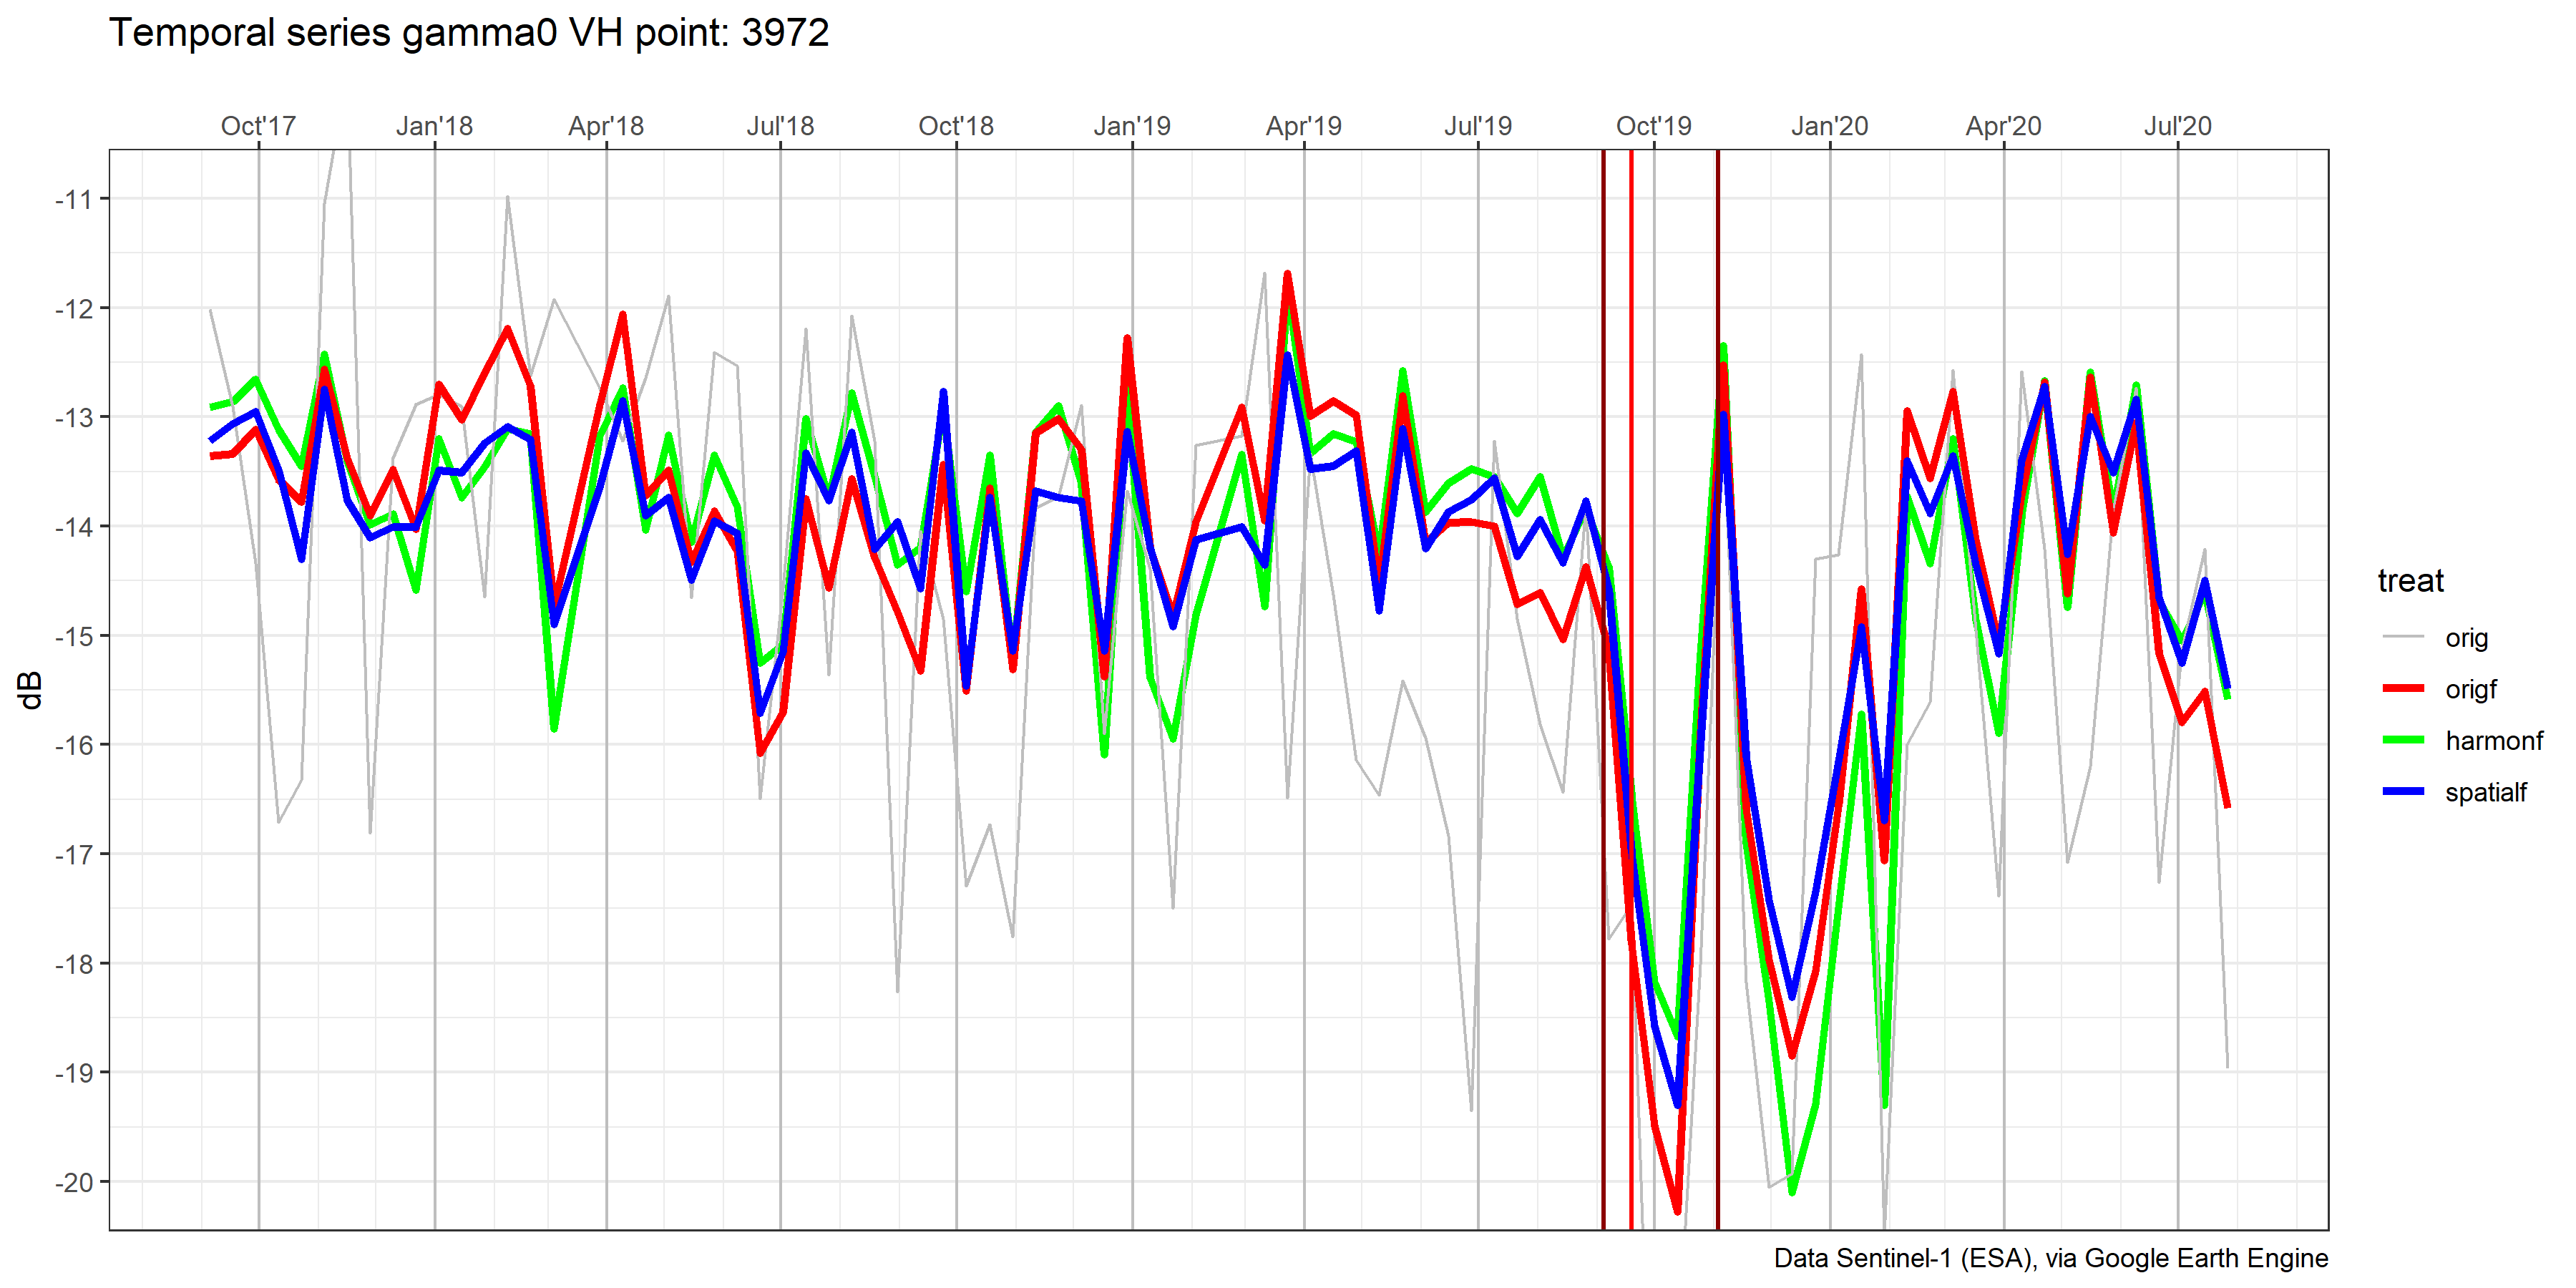 Temporal series gamma0 VH point: 3972
Oct'17 Jan'18 Apr'18 Jul'18 Oct'18 Jan'19 Apr'19 Jul'19 Oct'19 Jan'20 Apr'20 Jul'20
-11
-12
-13
-14
-15
-16
-17
-18
-19
-20
dB
treat
orig
origf
harmonf
spatialf
Data Sentinel-1 (ESA), via Google Earth Engine